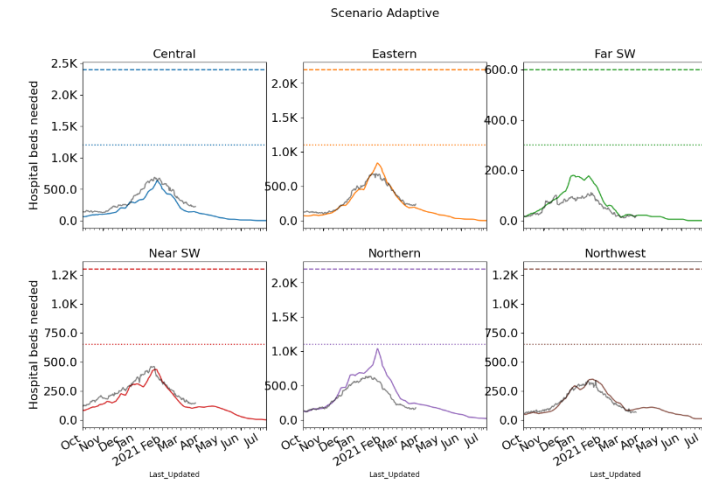 Scenario Adaptive
Central
Eastern
Far SW
Hospital beds needed
2.5K
2.0K
1.5K
1.0K
500.0
0.0
2.0K
1.5K
1.0K
500.0
0.0
600.0
400.0
200.0
0.0
Near SW
Northern
Northwest
Hospital beds needed
1.2K
1.0K
750.0
500.0
250.0
0.0
2.0K
1.5K
1.0K
500.0
0.0
1.2K
1.0K
750.0
500.0
250.0
0.0
Oct Nov Dec Jan 2021 Feb Mar Apr May Jun Jul
Oct Nov Dec Jan 2021 Feb Mar Apr May Jun Jul
Oct Nov Dec Jan 2021 Feb Mar Apr May Jun Jul
Last_Updated
Last_Updated
Last_Updated